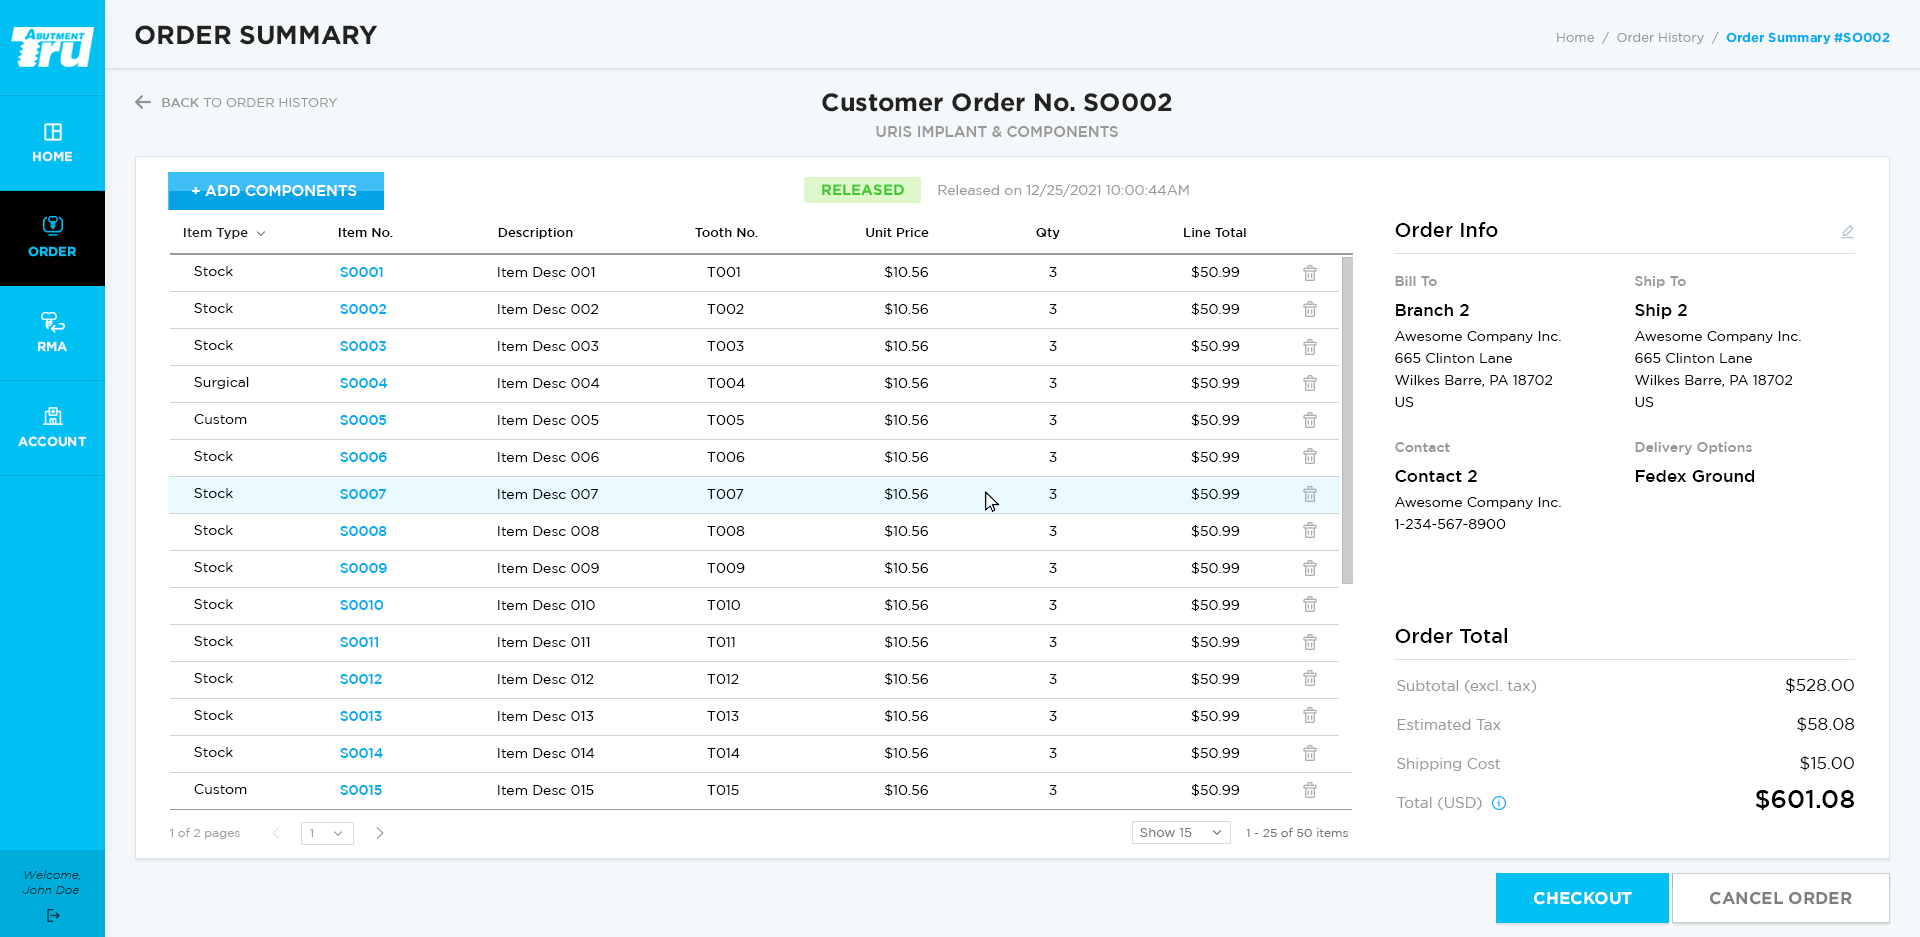 ABUTMENT
Tru
HOME
ORDER
RMA
ACCOUNT
Welcome,
John Doe
ORDER SUMMARY
Home / Order History / Order Summary #SO002
BACK TO ORDER HISTORY
Customer Order No. SO002
URIS IMPLANT & COMPONENTS
+ ADD COMPONENTS
RELEASED Released on 12/25/2021 10:00:44AM
Item Type Item No. Description Tooth No. Unit Price Qty Line Total
Stock S0001 Item Desc 001 T001 $10.56 3 $50.99
Stock S0002 Item Desc 002 T002 $10.56 3 $50.99
Stock S0003 Item Desc 003 T003 $10.56 3 $50.99
Surgical S0004 Item Desc 004 T004 $10.56 3 $50.99
Custom S0005 Item Desc 005 T005 $10.56 3 $50.99
Stock S0006 Item Desc 006 T006 $10.56 3 $50.99
Stock S0007 Item Desc 007 T007 $10.56 3 $50.99
Stock S0008 Item Desc 008 T008 $10.56 3 $50.99
Stock S0009 Item Desc 009 T009 $10.56 3 $50.99
Stock S0010 Item Desc 010 T010 $10.56 3 $50.99
Stock S0011 Item Desc 011 T011 $10.56 3 $50.99
Stock S0012 Item Desc 012 T012 $10.56 3 $50.99
Stock S0013 Item Desc 013 T013 $10.56 3 $50.99
Stock S0014 Item Desc 014 T014 $10.56 3 $50.99
Custom S0015 Item Desc 015 T015 $10.56 3 $50.99
1 of 2 pages 1 Show 15 1 - 25 of 50 items
Order Info
Bill To
Branch 2
Awesome Company Inc.
665 Clinton Lane
Wilkes Barre, PA 18702
US
Ship To
Ship 2
Awesome Company Inc.
665 Clinton Lane
Wilkes Barre, PA 18702
US
Contact
Contact 2
Awesome Company Inc.
1-234-567-8900
Delivery Options
Fedex Ground
Order Total
Subtotal (excl. tax) $528.00
Estimated Tax $58.08
Shipping Cost $15.00
Total (USD) $601.08
CHECKOUT
CANCEL ORDER